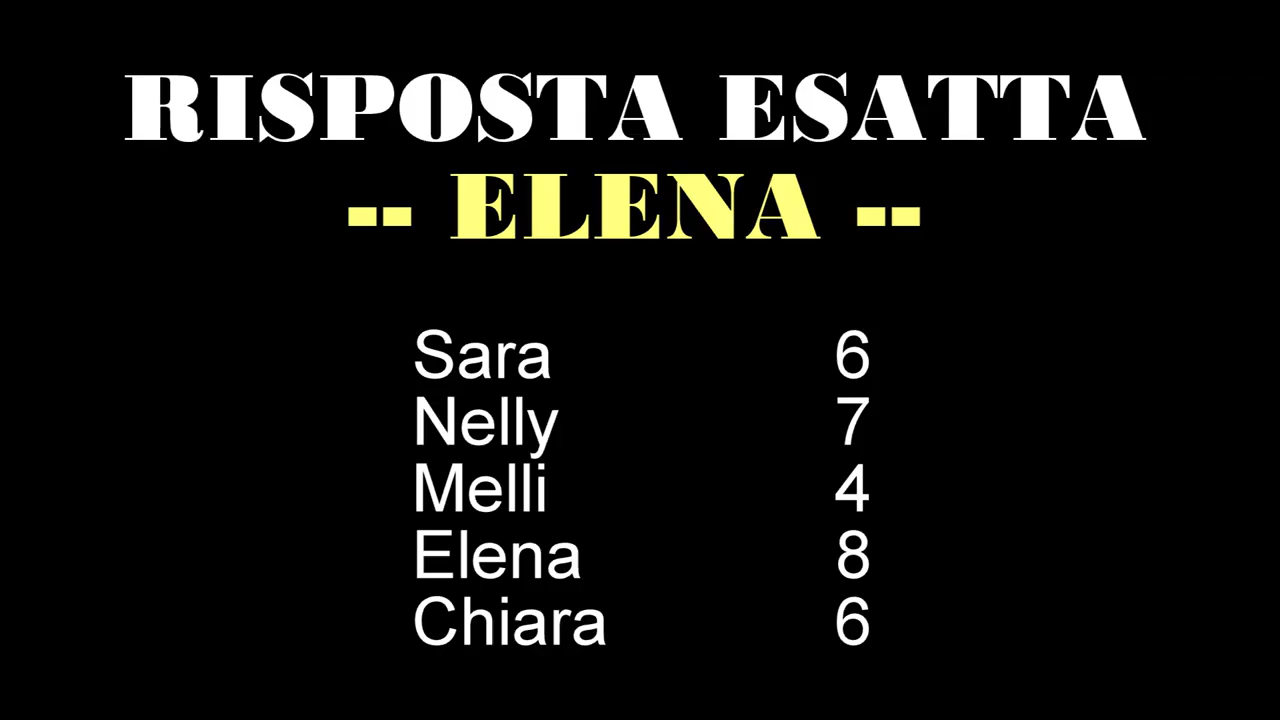 RISPOSTA ESATTA
-- ELENA --
Sara 6
Nelly 7
Melli 4
Elena 8
Chiara 6